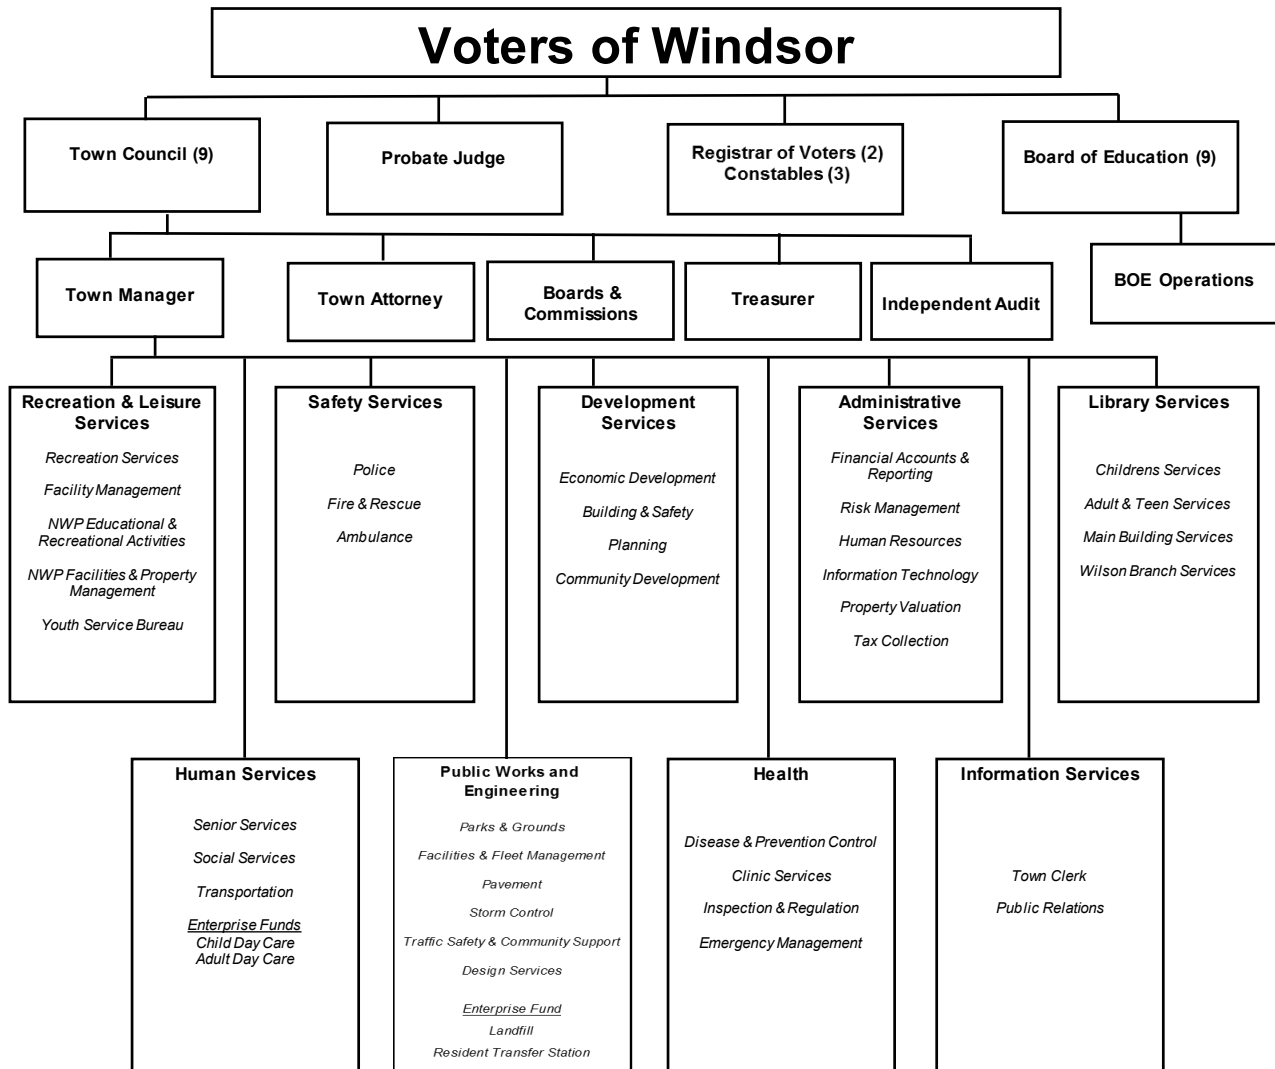 Voters of Windsor
Town Council (9)
Probate Judge
Registrar of Voters (2)
Constables (3)
Board of Education (9)
Town Manager
Town Attorney
Boards &
Commissions
Treasurer
Independent Audit
BOE Operations
Recreation & Leisure
Services
Recreation Services
Facility Management
NWP Educational &
Recreational Activities
NWP Facilities & Property
Management
Youth Service Bureau
Safety Services
Police
Fire & Rescue
Ambulance
Development
Services
Economic Development
Building & Safety
Planning
Community Development
Administrative
Services
Financial Accounts &
Reporting
Risk Management
Human Resources
Information Technology
Property Valuation
Tax Collection
Library Services
Childrens Services
Adult & Teen Services
Main Building Services
Wilson Branch Services
Human Services
Senior Services
Social Services
Transportation
Enterprise Funds
Child Day Care
Adult Day Care
Public Works and
Engineering
Parks & Grounds
Facilities & Fleet Management
Pavement
Storm Control
Traffic Safety & Community Support
Design Services
Enterprise Fund
Landfill
Resident Transfer Station
Health
Disease & Prevention Control
Clinic Services
Inspection & Regulation
Emergency Management
Information Services
Town Clerk
Public Relations